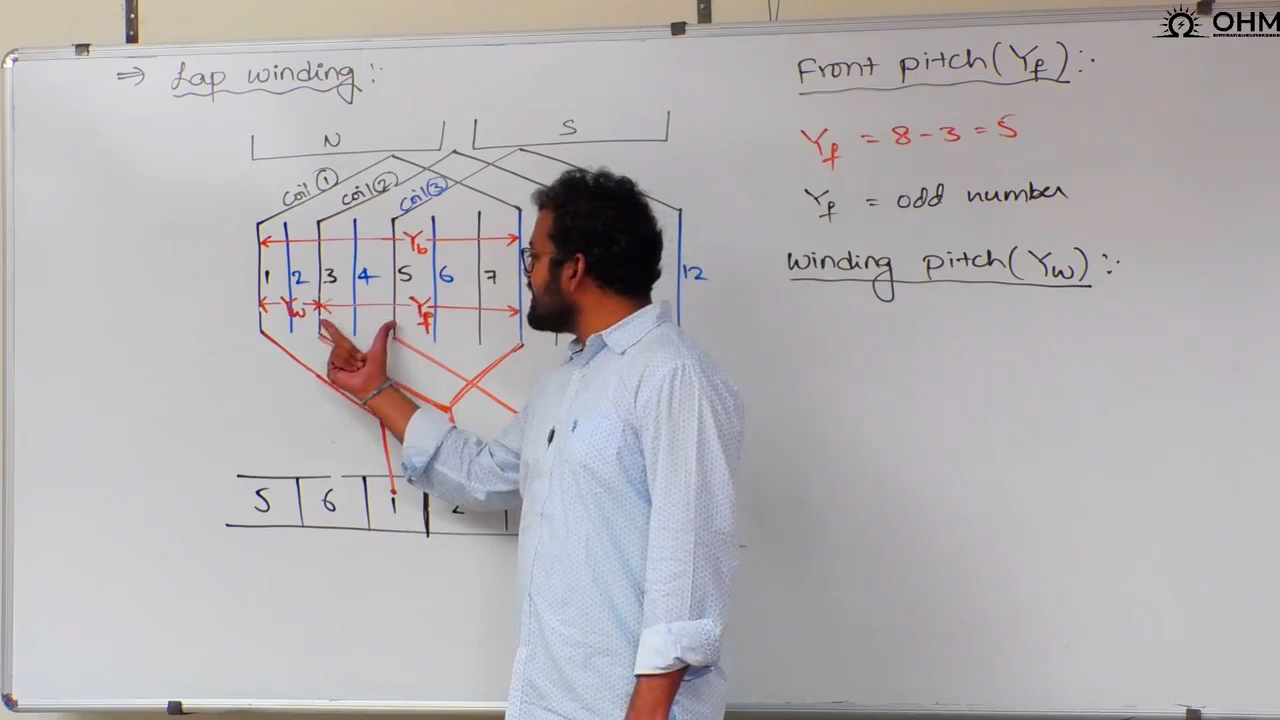 OHM
⇒ Lap winding :
N S
coil ① coil ② coil ③
Yb
1 2 3 4 5 6 7 12
Yw Yf
5 6 1 2
Front pitch (Yf) :
Yf = 8 - 3 = 5
Yf = odd number
Winding pitch (Yw) :